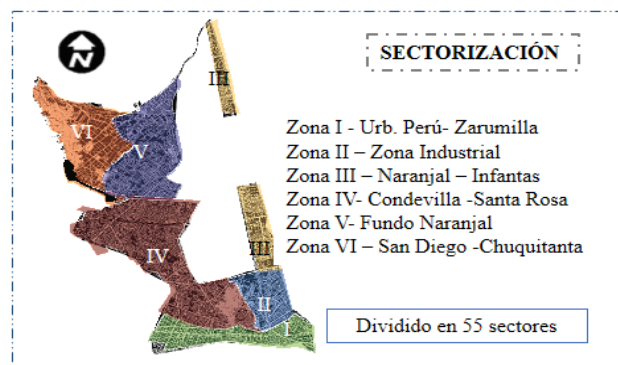 N
SECTORIZACIÓN
III
Zona I - Urb. Perú- Zarumilla
Zona II – Zona Industrial
Zona III – Naranjal – Infantas
Zona IV- Condevilla -Santa Rosa
Zona V- Fundo Naranjal
Zona VI – San Diego -Chuquitanta
VI
V
IV
III
II
I
Dividido en 55 sectores